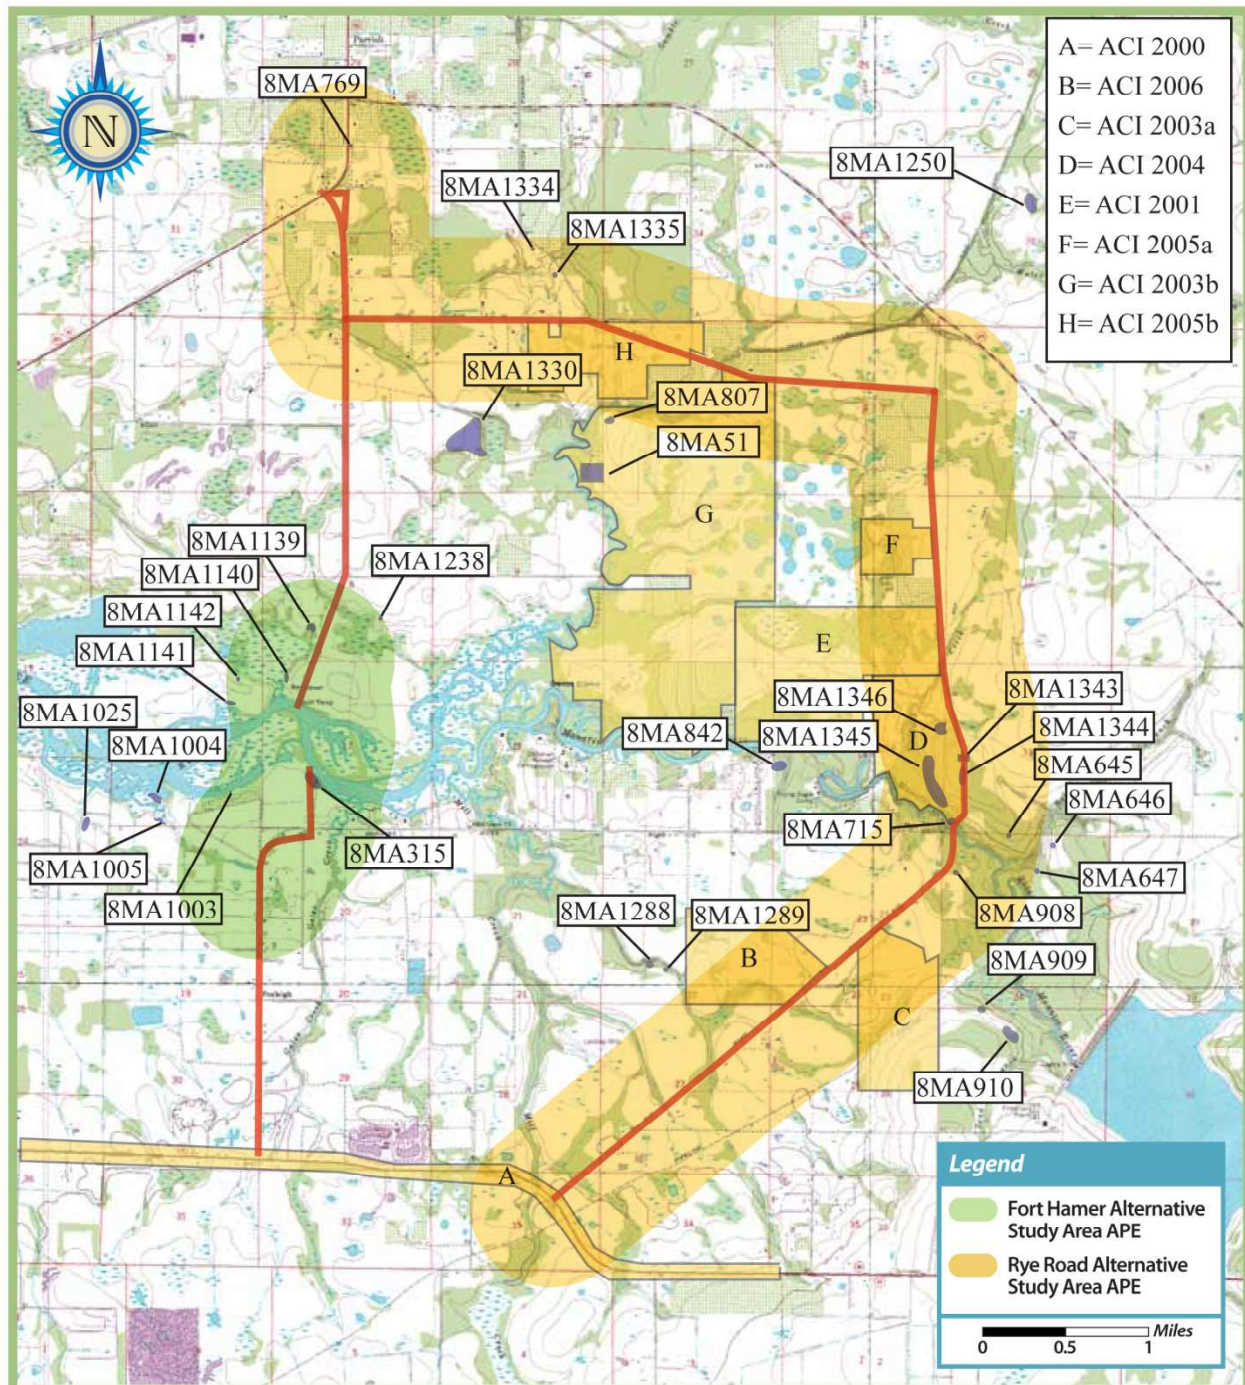 N
A= ACI 2000
B= ACI 2006
C= ACI 2003a
D= ACI 2004
E= ACI 2001
F= ACI 2005a
G= ACI 2003b
H= ACI 2005b
Parrish
8MA769
8MA1250
8MA1334
8MA1335
H
8MA1330
8MA807
8MA51
G
F
8MA1139
8MA1238
8MA1140
8MA1142
8MA1141
E
8MA1025
8MA1004
8MA1346
8MA1343
8MA842
8MA1345
D
8MA1344
8MA645
8MA646
8MA715
8MA1005
8MA315
8MA647
8MA1003
8MA908
8MA1288
8MA1289
B
8MA909
C
8MA910
A
Legend
Fort Hamer Alternative
Study Area APE
Rye Road Alternative
Study Area APE
Miles
0 0.5 1